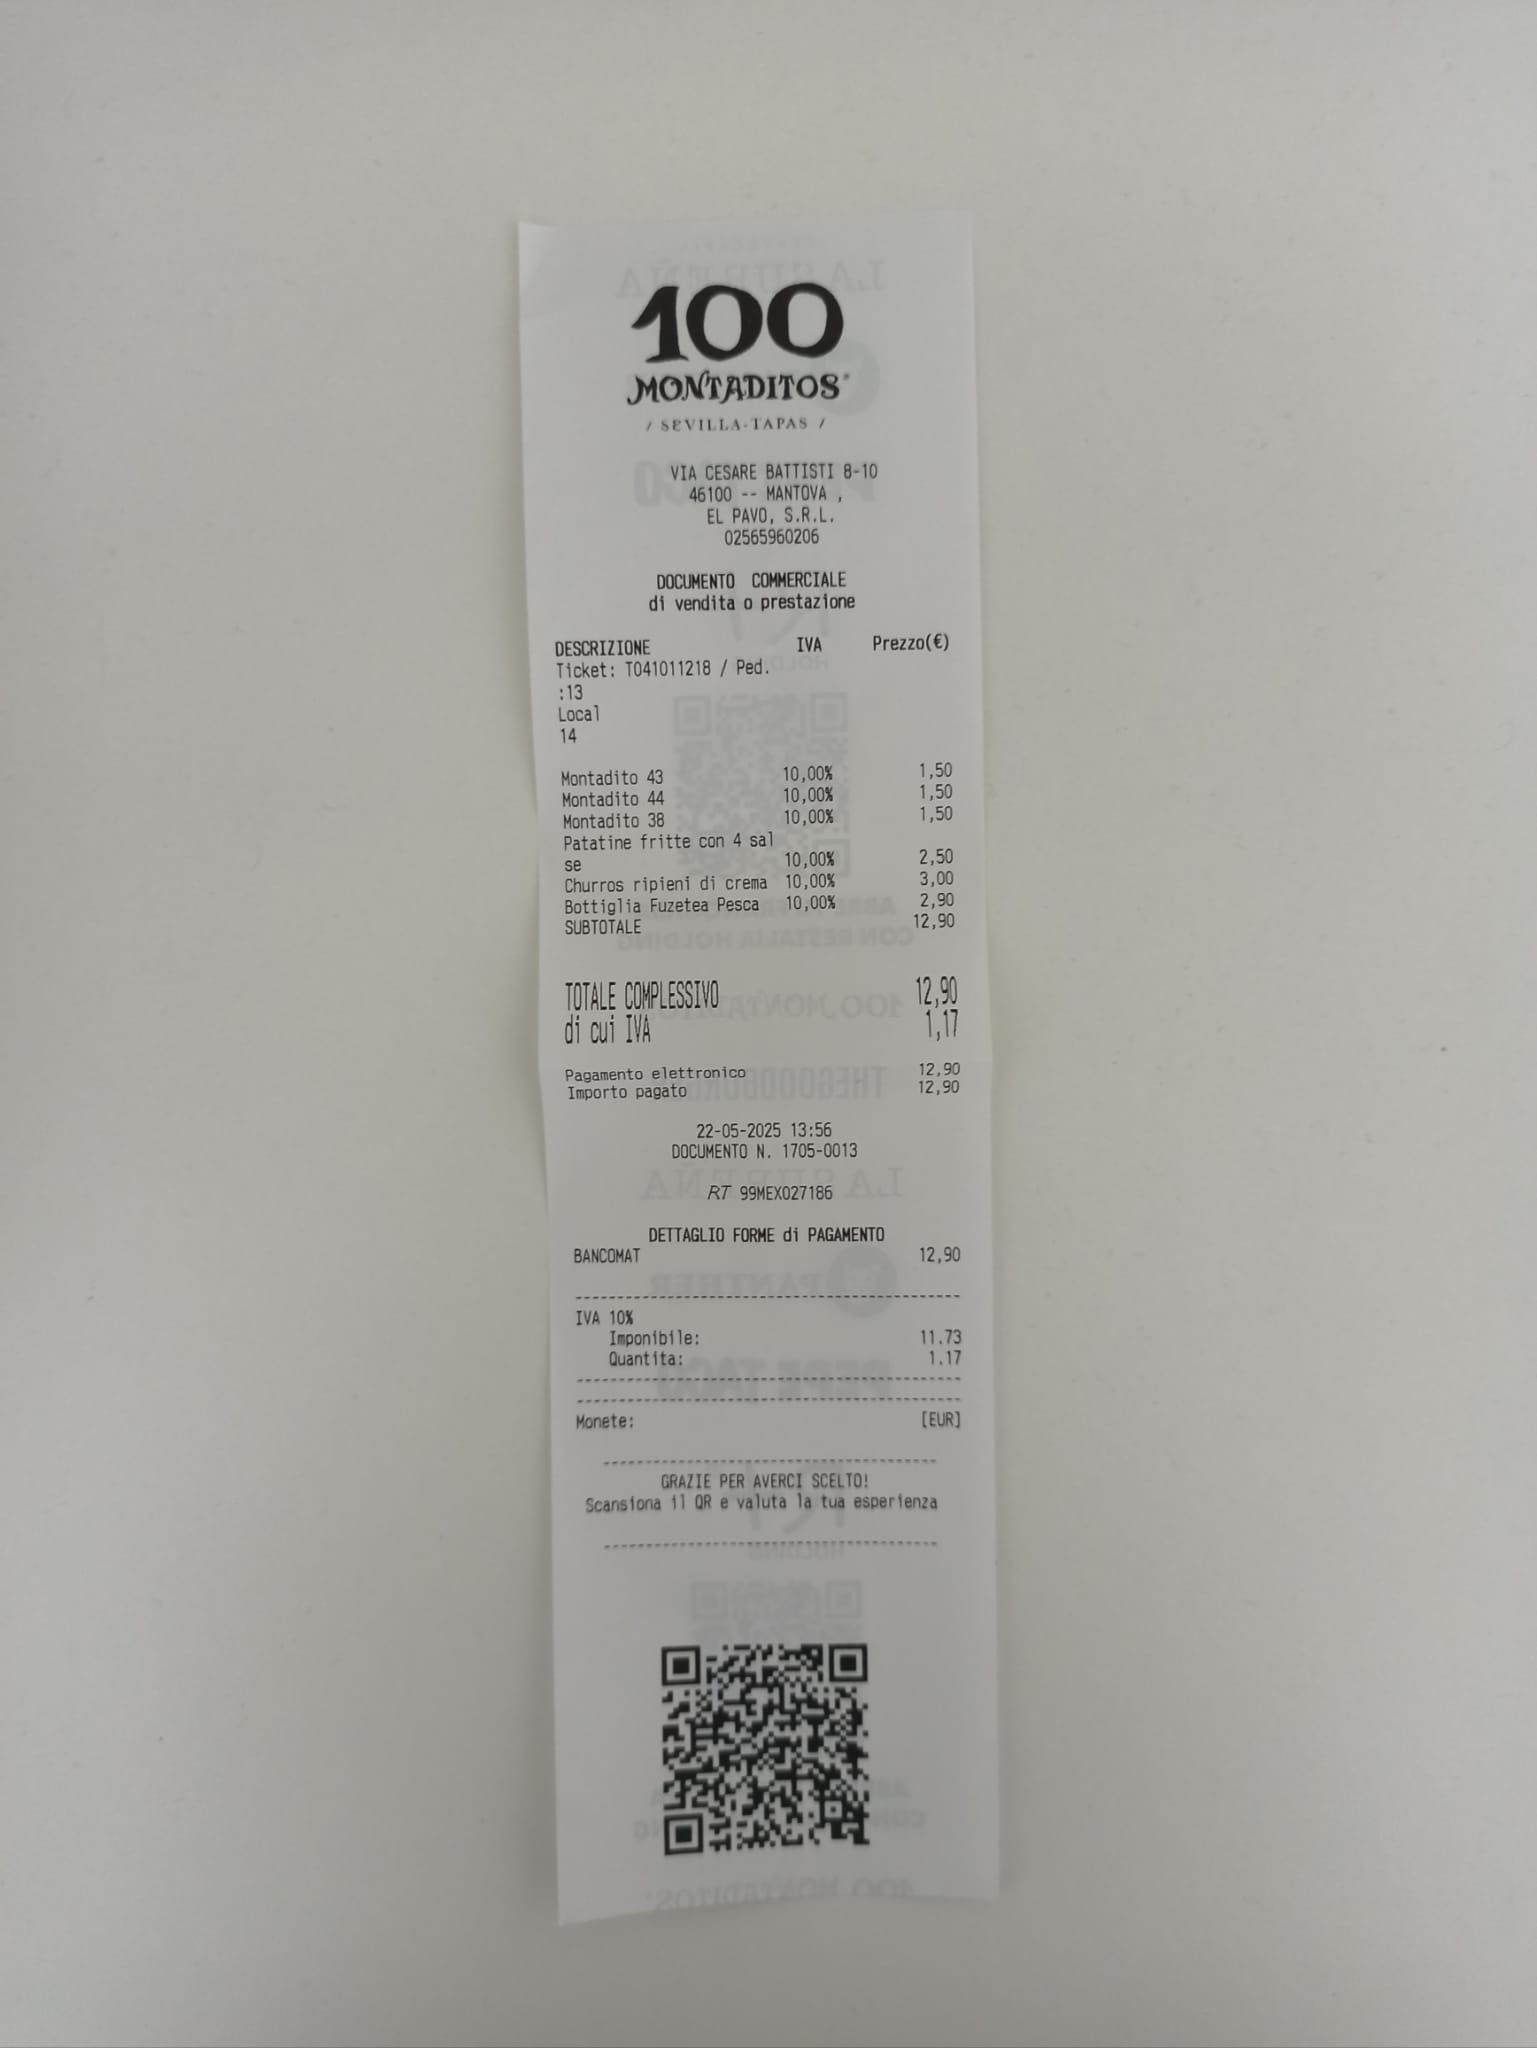 100
MONTADITOS
/ SEVILLA-TAPAS /
VIA CESARE BATTISTI 8-10
46100 -- MANTOVA ,
EL PAVO, S.R.L.
02565960206
DOCUMENTO COMMERCIALE
di vendita o prestazione
DESCRIZIONE IVA Prezzo(€)
Ticket: T041011218 / Ped.
:13
Local
14
Montadito 43 10,00% 1,50
Montadito 44 10,00% 1,50
Montadito 38 10,00% 1,50
Patatine fritte con 4 sal
se 10,00% 2,50
Churros ripieni di crema 10,00% 3,00
Bottiglia Fuzetea Pesca 10,00% 2,90
SUBTOTALE 12,90
TOTALE COMPLESSIVO 12,90
di cui IVA 1,17
Pagamento elettronico 12,90
Importo pagato 12,90
22-05-2025 13:56
DOCUMENTO N. 1705-0013
RT 99MEX027186
DETTAGLIO FORME di PAGAMENTO
BANCOMAT 12,90
IVA 10%
Imponibile: 11.73
Quantita: 1.17
Monete: [EUR]
GRAZIE PER AVERCI SCELTO!
Scansiona il QR e valuta la tua esperienza